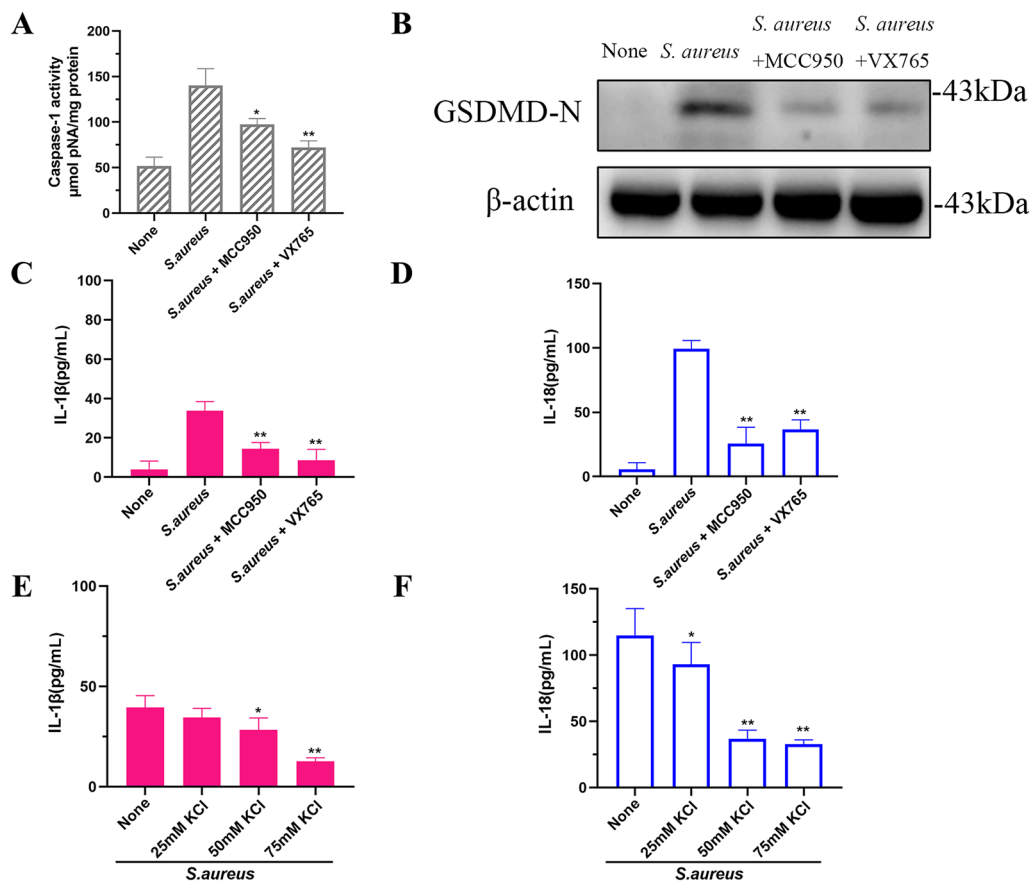 A
Caspase-1 activity
μmol pNA/mg protein
200
150
100
50
0
*
**
None
S.aureus
S.aureus + MCC950
S.aureus + VX765
B
None
S. aureus
S. aureus
+MCC950
S. aureus
+VX765
GSDMD-N
-43kDa
β-actin
-43kDa
C
IL-1β(pg/mL)
100
80
60
40
20
0
**
**
None
S.aureus
S.aureus + MCC950
S.aureus + VX765
D
IL-18(pg/mL)
150
100
50
0
**
**
None
S.aureus
S.aureus + MCC950
S.aureus + VX765
E
IL-1β(pg/mL)
100
50
0
*
**
None
25mM KCl
50mM KCl
75mM KCl
S.aureus
F
IL-18(pg/mL)
150
100
50
0
*
**
**
None
25mM KCl
50mM KCl
75mM KCl
S.aureus